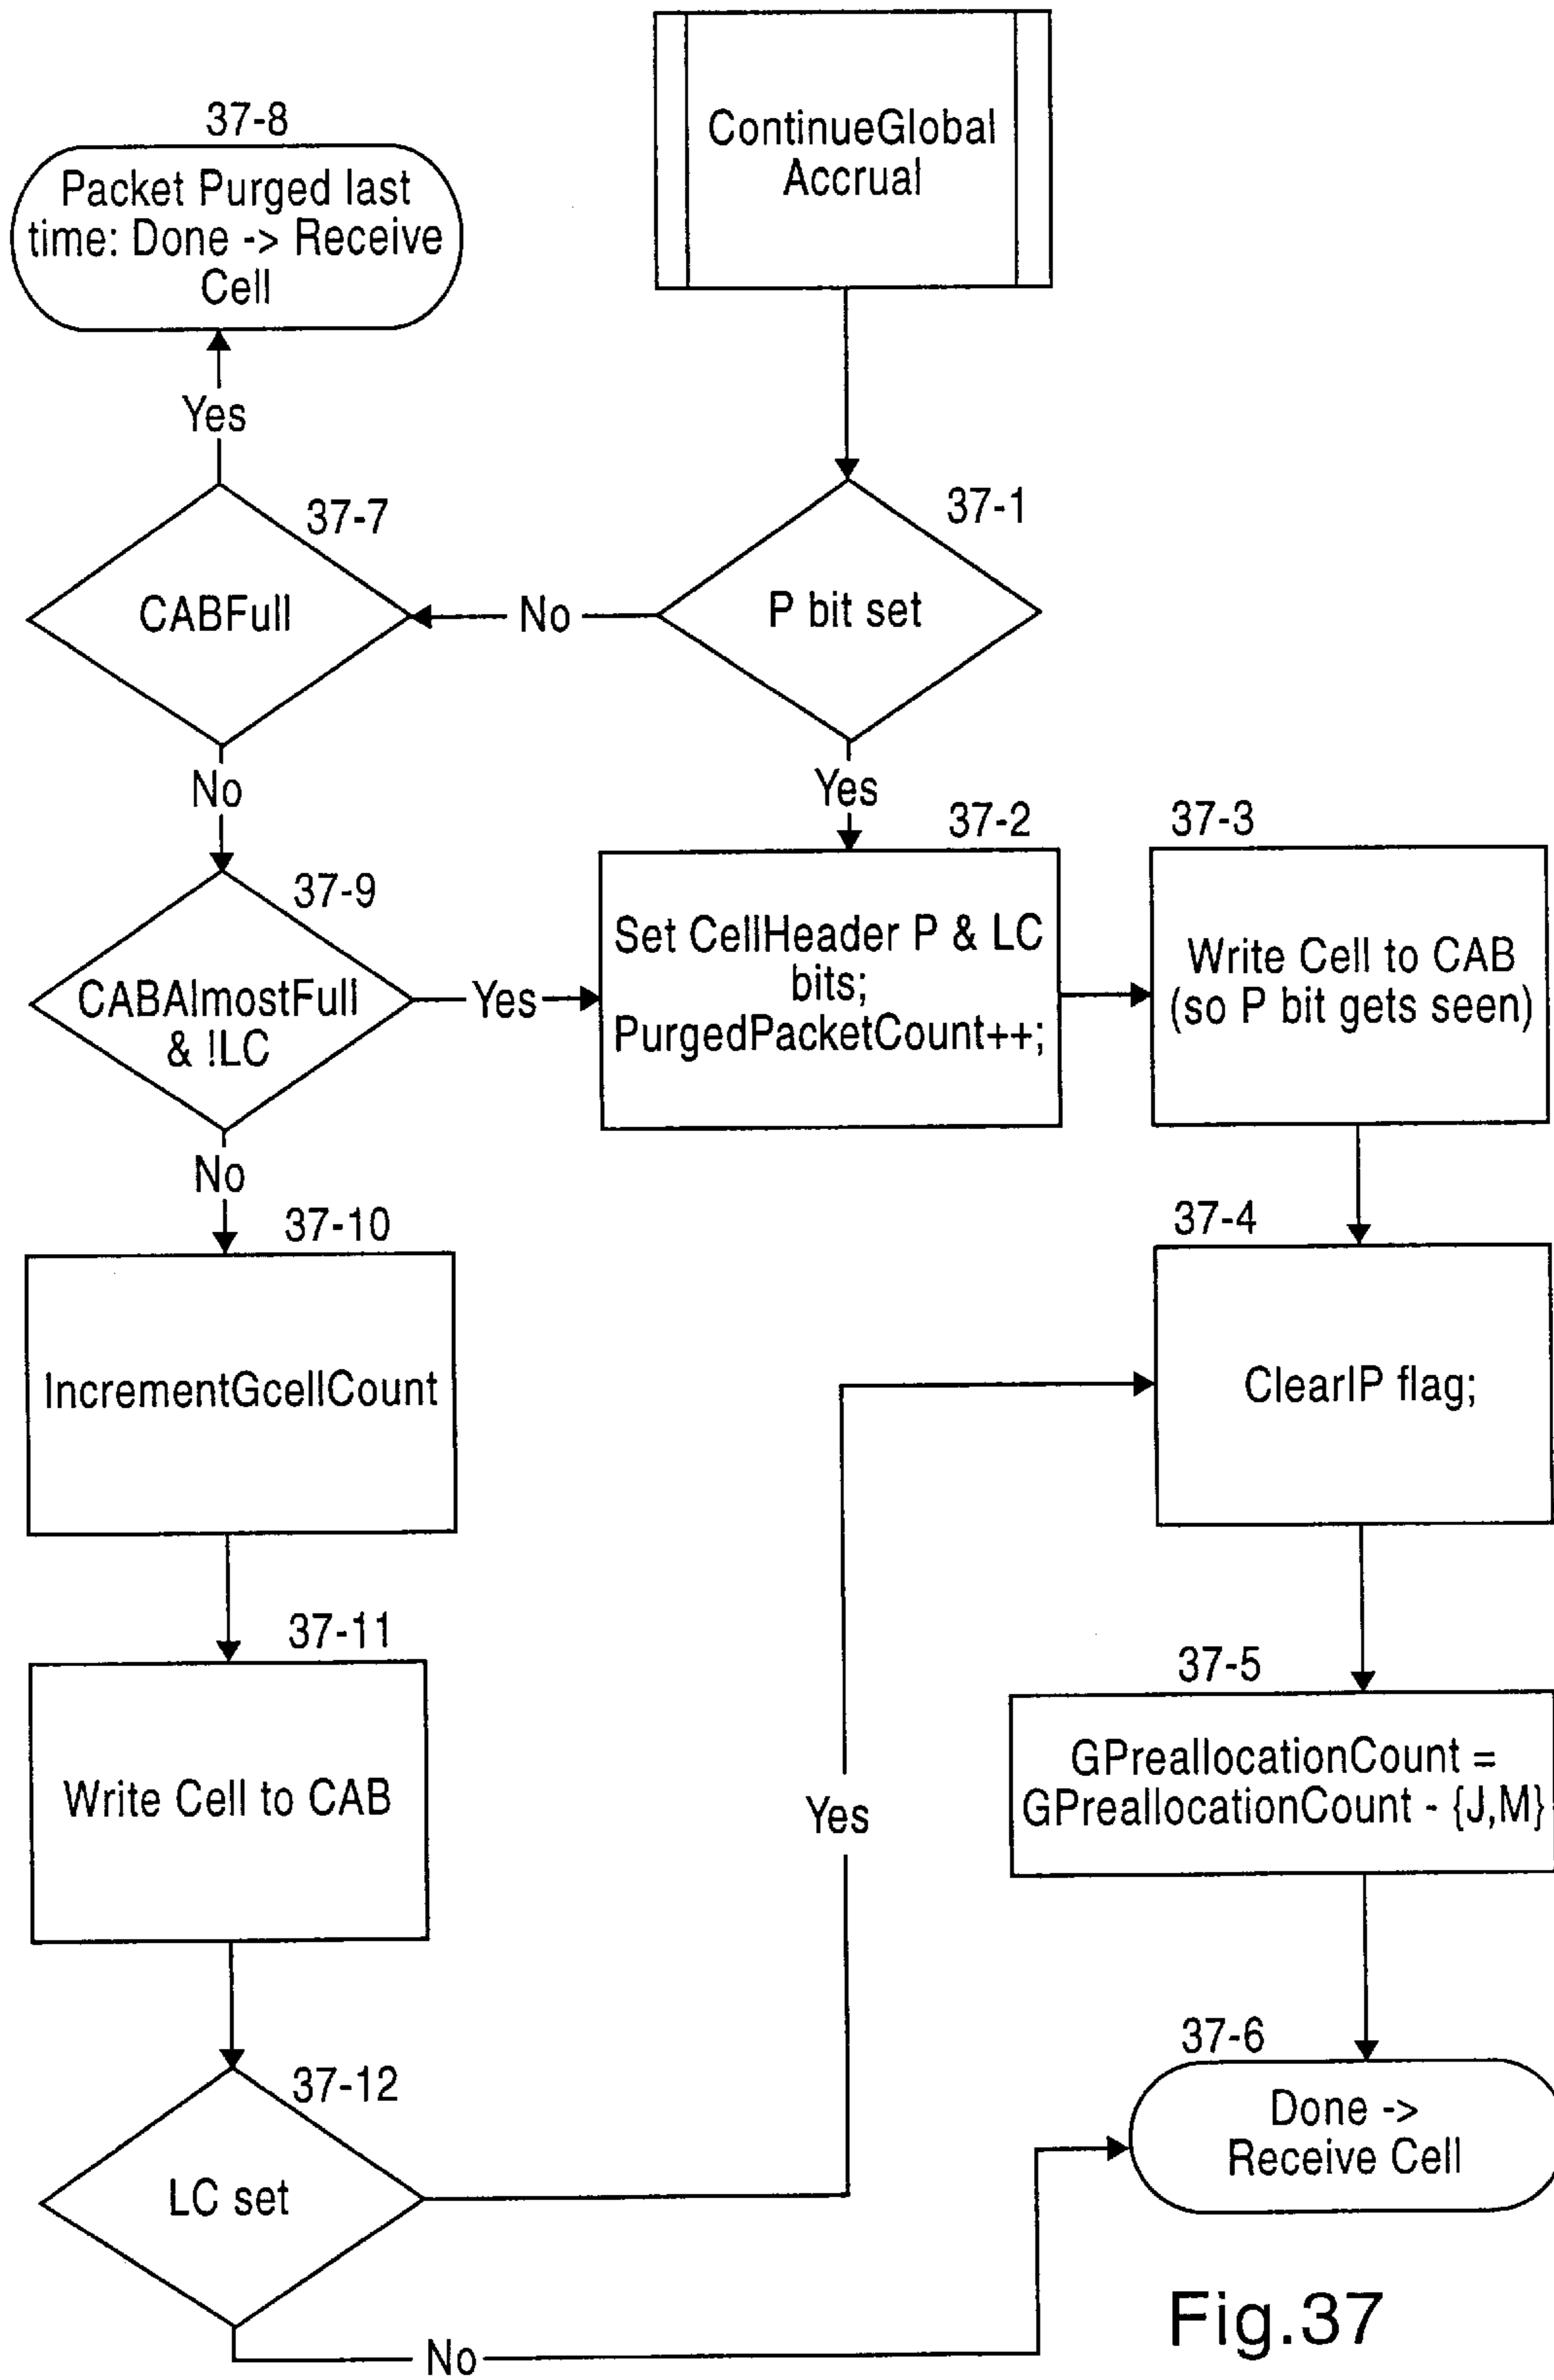 ContinueGlobal
Accrual
37-8
Packet Purged last
time: Done -> Receive
Cell
Yes
37-7
CABFull
No
37-1
P bit set
No
Yes
37-9
CABAlmostFull
& !LC
Yes
37-2
Set CellHeader P & LC
bits;
PurgedPacketCount++;
37-3
Write Cell to CAB
(so P bit gets seen)
No
37-10
IncrementGcellCount
37-4
ClearIP flag;
37-11
Write Cell to CAB
Yes
37-5
GPreallocationCount =
GPreallocationCount - {J,M}
37-12
LC set
37-6
Done ->
Receive Cell
No
Fig.37